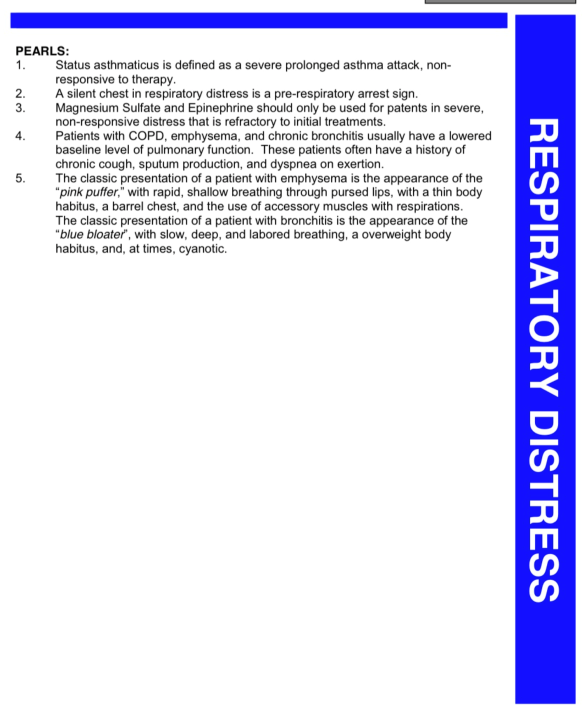 PEARLS:
1. Status asthmaticus is defined as a severe prolonged asthma attack, non-
responsive to therapy.
2. A silent chest in respiratory distress is a pre-respiratory arrest sign.
3. Magnesium Sulfate and Epinephrine should only be used for patents in severe,
non-responsive distress that is refractory to initial treatments.
4. Patients with COPD, emphysema, and chronic bronchitis usually have a lowered
baseline level of pulmonary function. These patients often have a history of
chronic cough, sputum production, and dyspnea on exertion.
5. The classic presentation of a patient with emphysema is the appearance of the
“pink puffer,” with rapid, shallow breathing through pursed lips, with a thin body
habitus, a barrel chest, and the use of accessory muscles with respirations.
The classic presentation of a patient with bronchitis is the appearance of the
“blue bloater”, with slow, deep, and labored breathing, a overweight body
habitus, and, at times, cyanotic.
RESPIRATORY DISTRESS